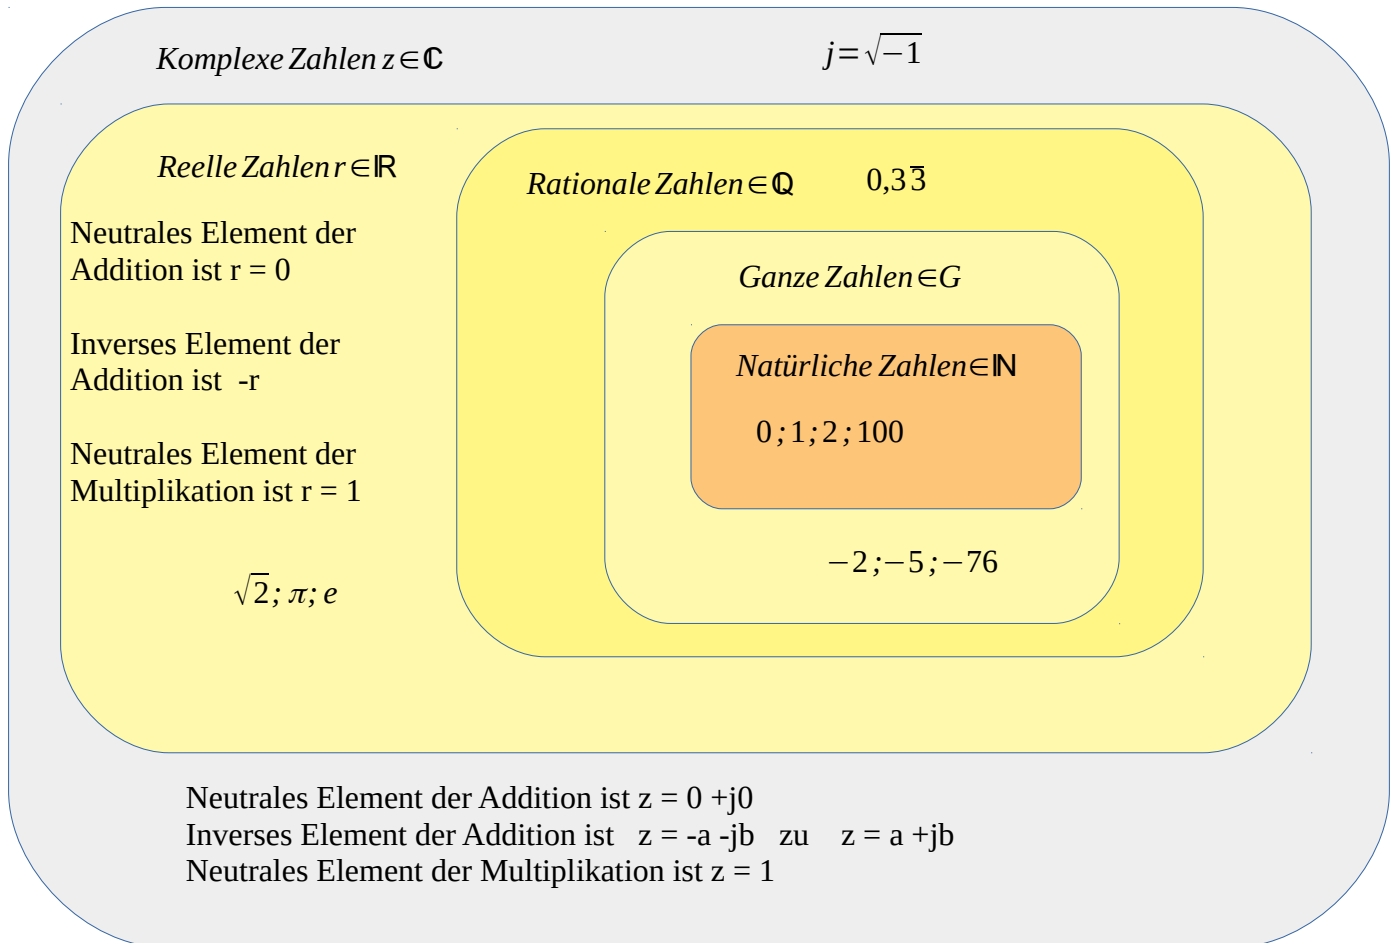 Komplexe Zahlen z∈ℂ
j=√−1
Reelle Zahlen r∈ℝ
Neutrales Element der
Addition ist r = 0
Inverses Element der
Addition ist -r
Neutrales Element der
Multiplikation ist r = 1
√2; π; e
Rationale Zahlen∈ℚ
0,33̅
Ganze Zahlen∈G
Natürliche Zahlen∈ℕ
0;1;2;100
−2;−5;−76
Neutrales Element der Addition ist z = 0 +j0
Inverses Element der Addition ist z = -a -jb zu z = a +jb
Neutrales Element der Multiplikation ist z = 1